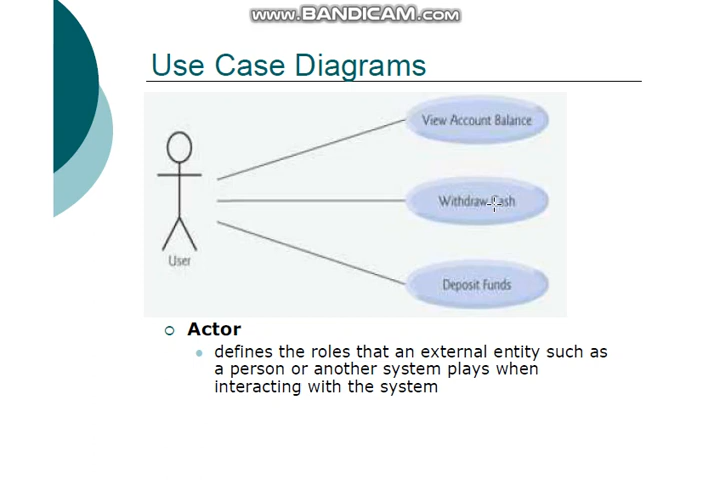 www.BANDICAM.com
Use Case Diagrams
View Account Balance
Withdraw Cash
User
Deposit Funds
Actor
defines the roles that an external entity such as
a person or another system plays when
interacting with the system